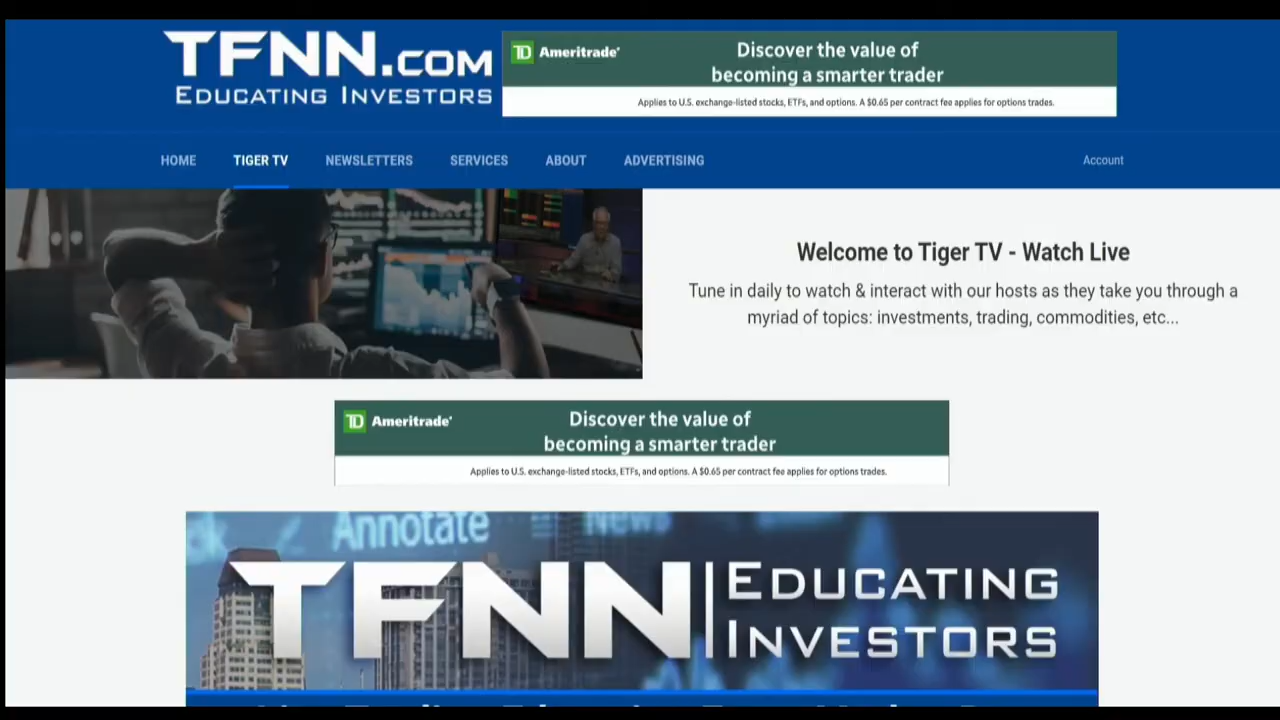 TFNN.COM
EDUCATING INVESTORS
TD Ameritrade
Discover the value of
becoming a smarter trader
Applies to U.S. exchange-listed stocks, ETFs, and options. A $0.65 per contract fee applies for options trades.
HOME TIGER TV NEWSLETTERS SERVICES ABOUT ADVERTISING Account
Welcome to Tiger TV - Watch Live
Tune in daily to watch & interact with our hosts as they take you through a
myriad of topics: investments, trading, commodities, etc...
TD Ameritrade
Discover the value of
becoming a smarter trader
Applies to U.S. exchange-listed stocks, ETFs, and options. A $0.65 per contract fee applies for options trades.
Annotate News
TFNN EDUCATING
INVESTORS